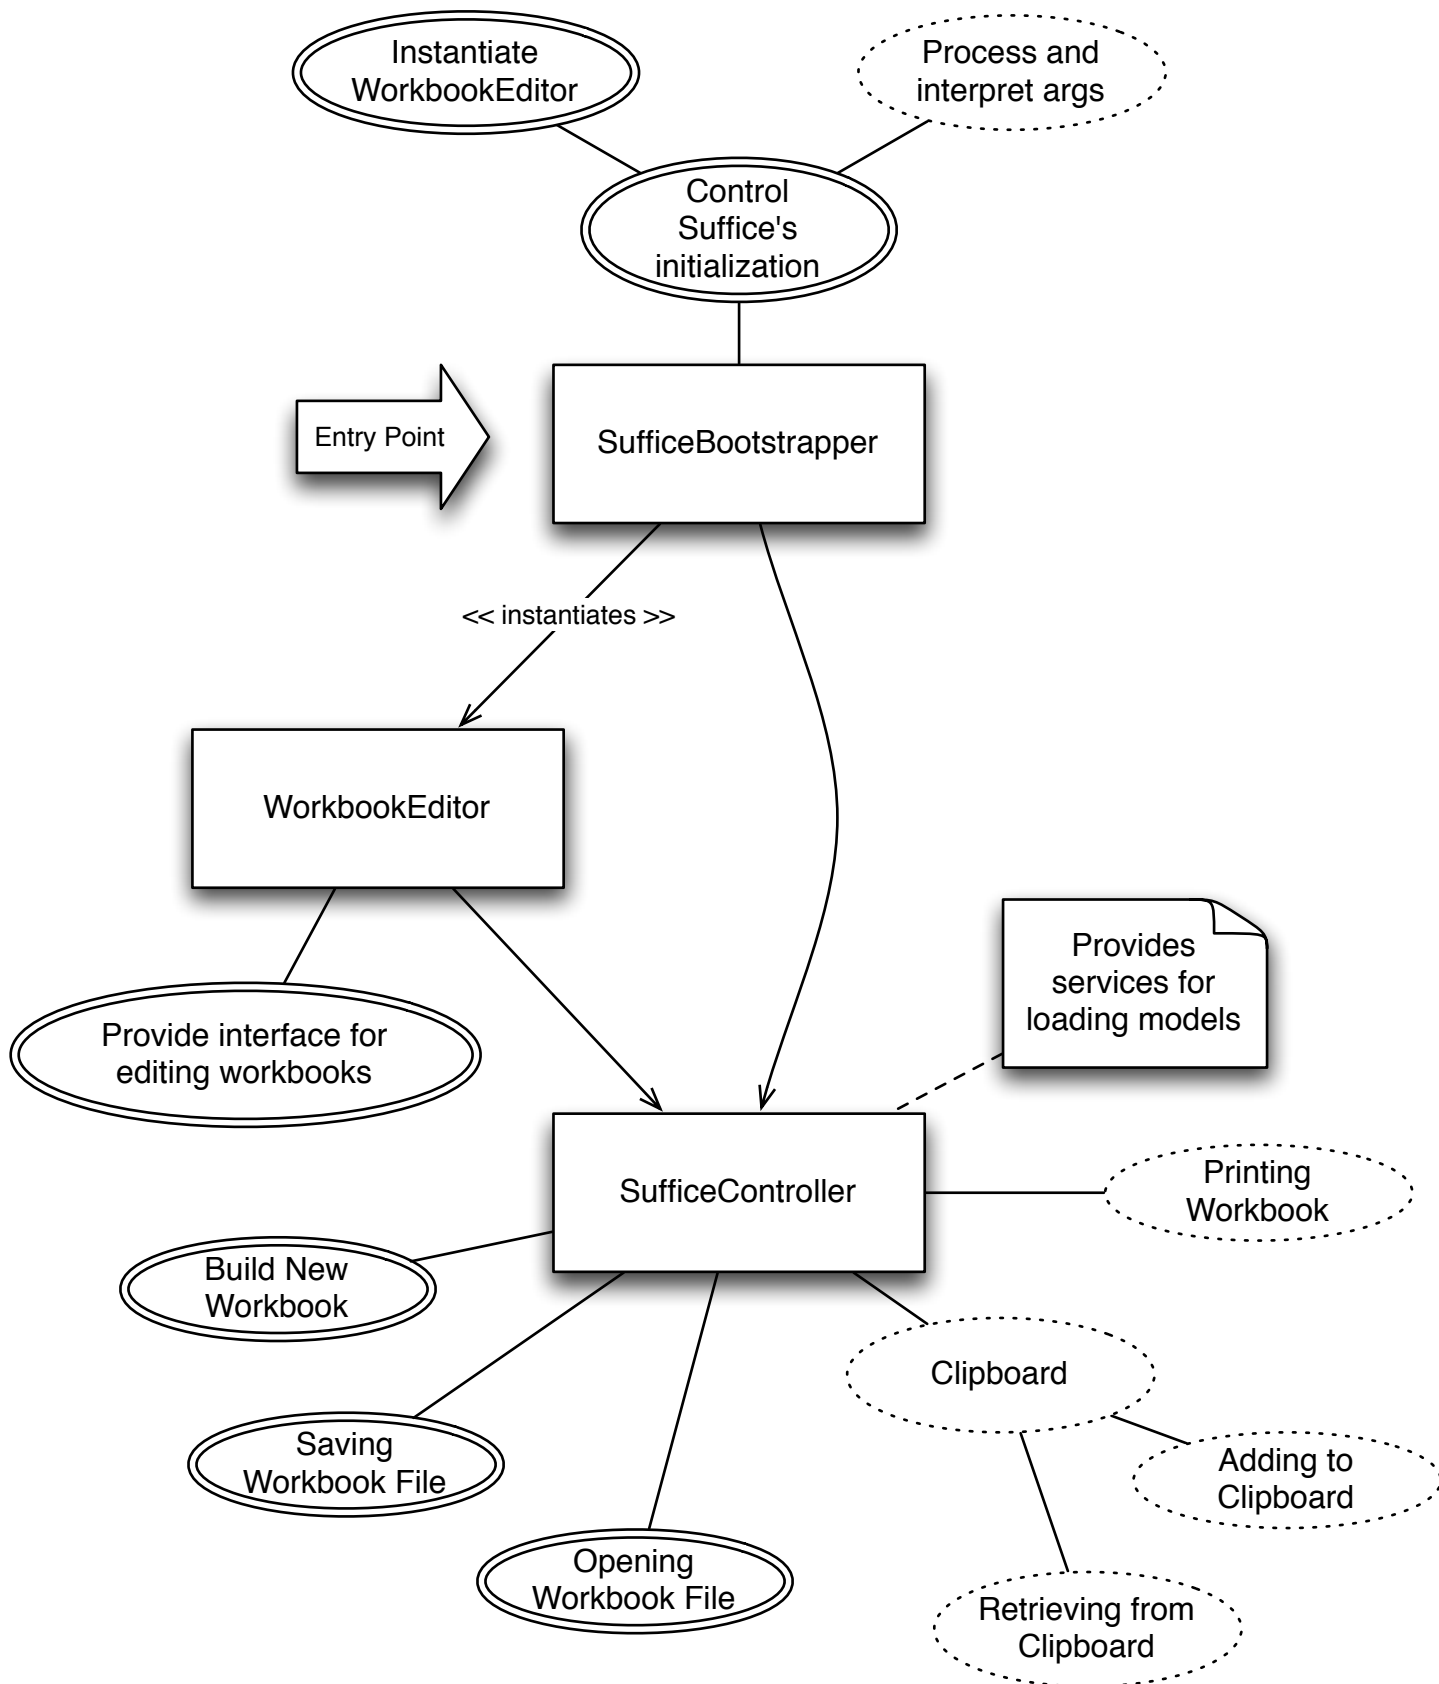 Instantiate
WorkbookEditor
Process and
interpret args
Control
Suffice's
initialization
Entry Point
SufficeBootstrapper
<< instantiates >>
WorkbookEditor
Provides
services for
loading models
Provide interface for
editing workbooks
SufficeController
Printing
Workbook
Build New
Workbook
Clipboard
Saving
Workbook File
Adding to
Clipboard
Opening
Workbook File
Retrieving from
Clipboard